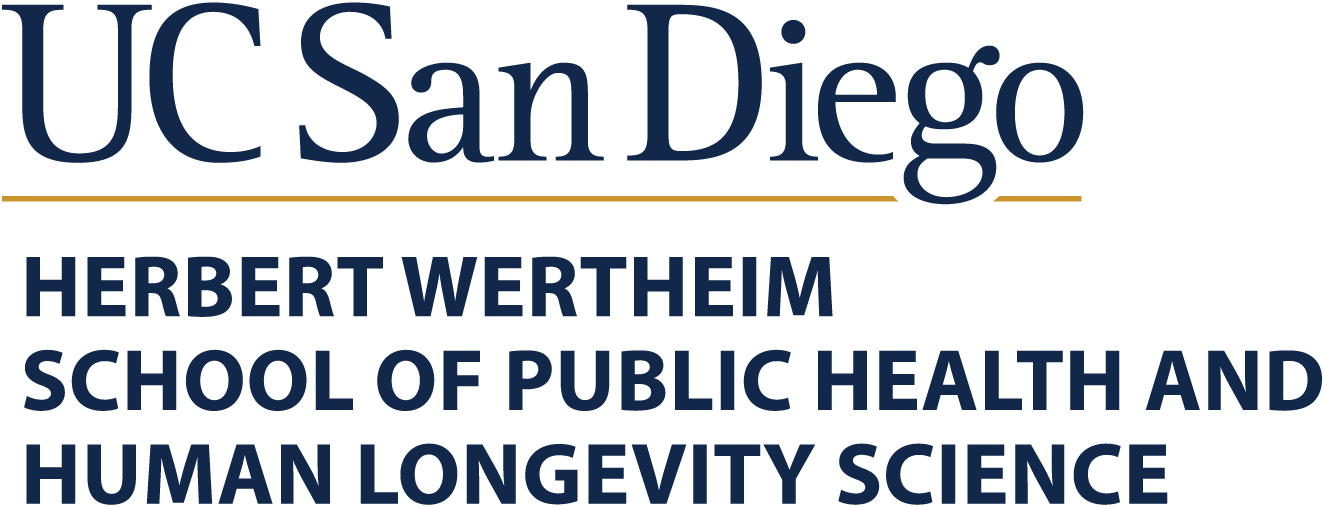 UC San Diego
HERBERT WERTHEIM
SCHOOL OF PUBLIC HEALTH AND
HUMAN LONGEVITY SCIENCE